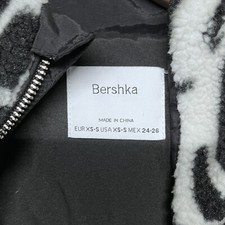 Bershka
MADE IN CHINA
EUR XS-S USA XS-S MEX 24-26